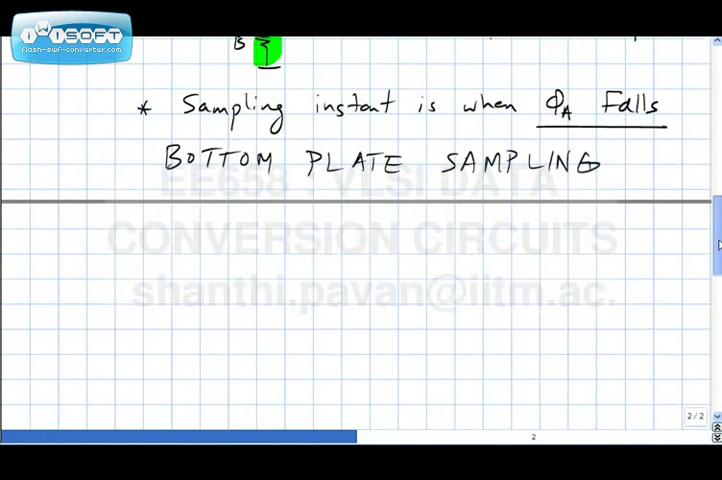 iWiSOFT
flash-swf-converter.com
B
* Sampling instant is when ΦA Falls
BOTTOM PLATE SAMPLING
EE658 : VLSI DATA
CONVERSION CIRCUITS
shanthi.pavan@iitm.ac.
2/2
2